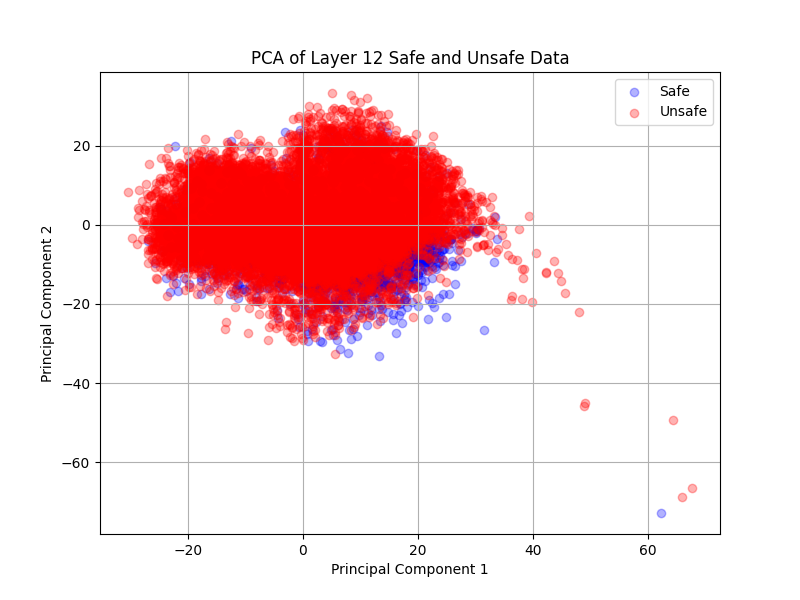 PCA of Layer 12 Safe and Unsafe Data
Safe
Unsafe
20
0
−20
−40
−60
Principal Component 2
−20
0
20
40
60
Principal Component 1